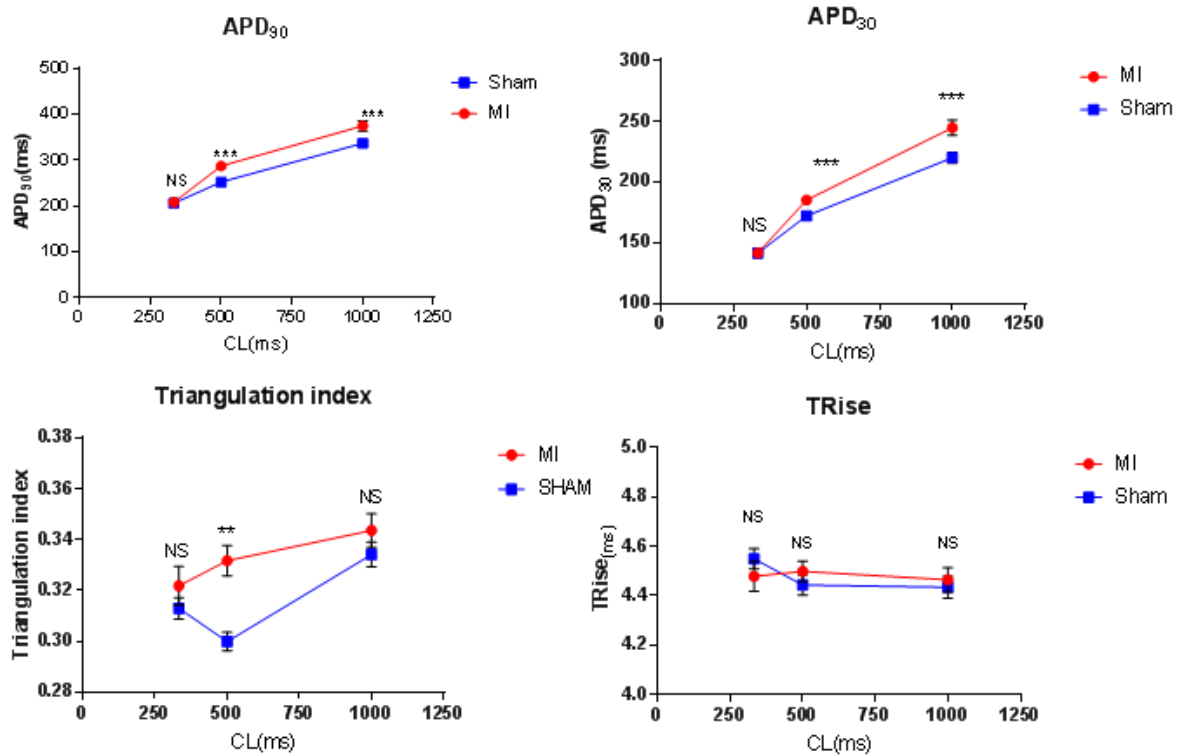 APD90
500
400
300
200
100
0
APD90(ms)
NS
***
***
0 250 500 750 1000 1250
CL(ms)
Sham
MI
APD30
300
250
200
150
100
APD30 (ms)
NS
***
***
0 250 500 750 1000 1250
CL(ms)
MI
Sham
Triangulation index
0.38
0.36
0.34
0.32
0.30
0.28
Triangulation index
NS
**
NS
0 250 500 750 1000 1250
CL(ms)
MI
SHAM
TRise
5.0
4.8
4.6
4.4
4.2
4.0
TRise(ms)
NS
NS
NS
0 250 500 750 1000 1250
CL(ms)
MI
Sham